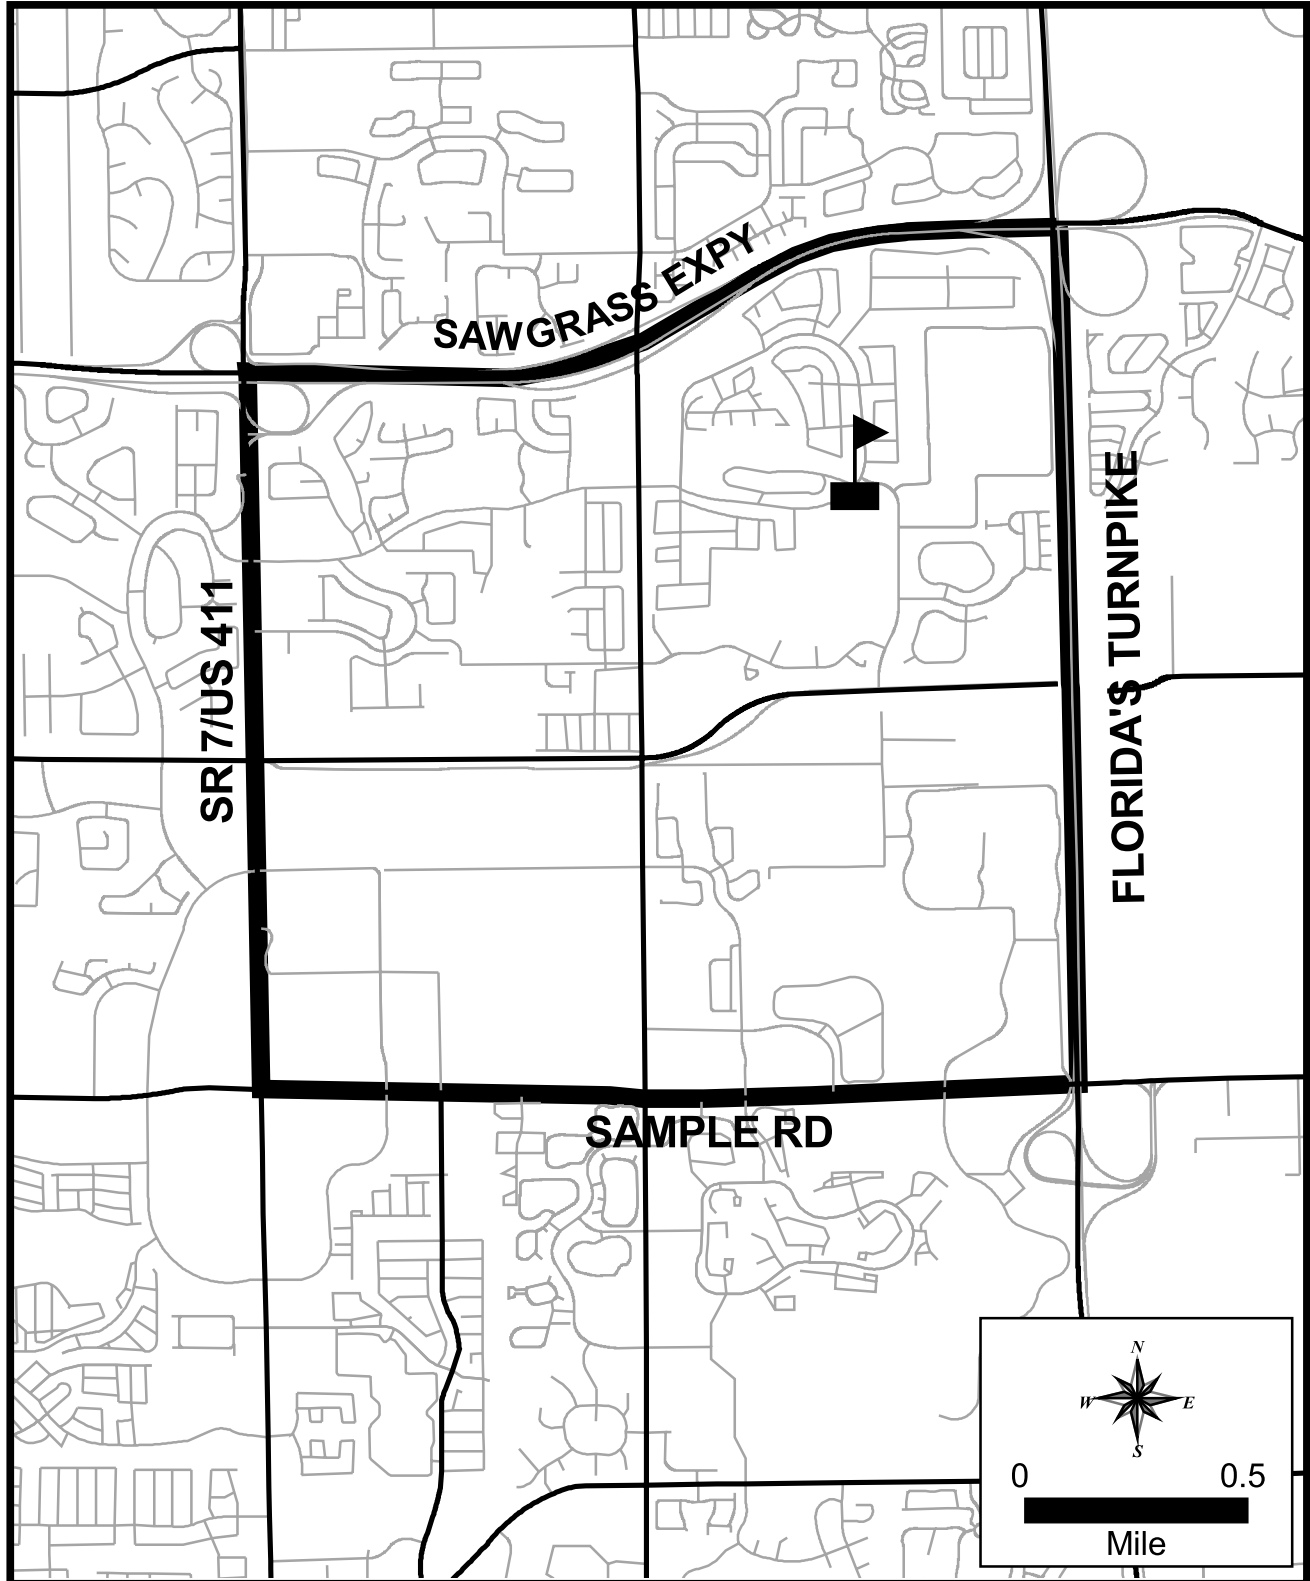 SAWGRASS EXPY
SR 7/US 411
FLORIDA'S TURNPIKE
SAMPLE RD
N
W E
S
0 0.5
Mile